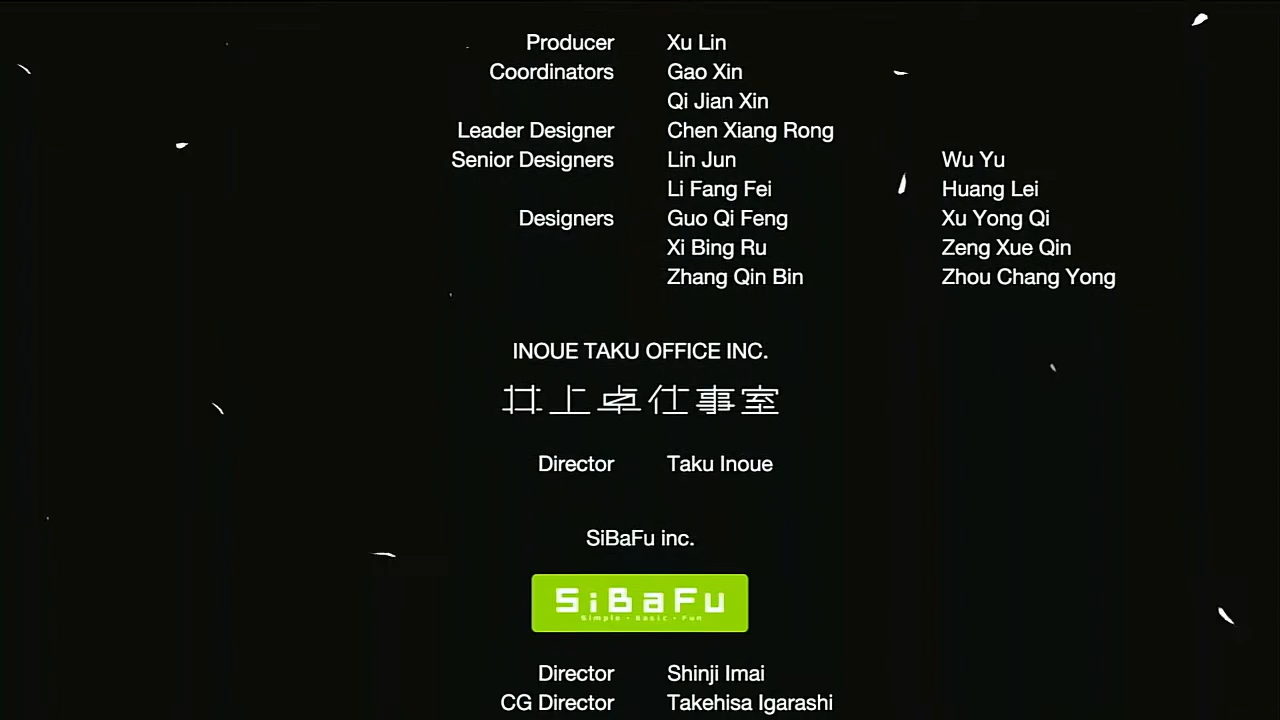 Producer Xu Lin
Coordinators Gao Xin
Qi Jian Xin
Leader Designer Chen Xiang Rong
Senior Designers Lin Jun Wu Yu
Li Fang Fei Huang Lei
Designers Guo Qi Feng Xu Yong Qi
Xi Bing Ru Zeng Xue Qin
Zhang Qin Bin Zhou Chang Yong
INOUE TAKU OFFICE INC.
井上卓仕事室
Director Taku Inoue
SiBaFu inc.
SiBaFu
Simple・Basic・Fun
Director Shinji Imai
CG Director Takehisa Igarashi